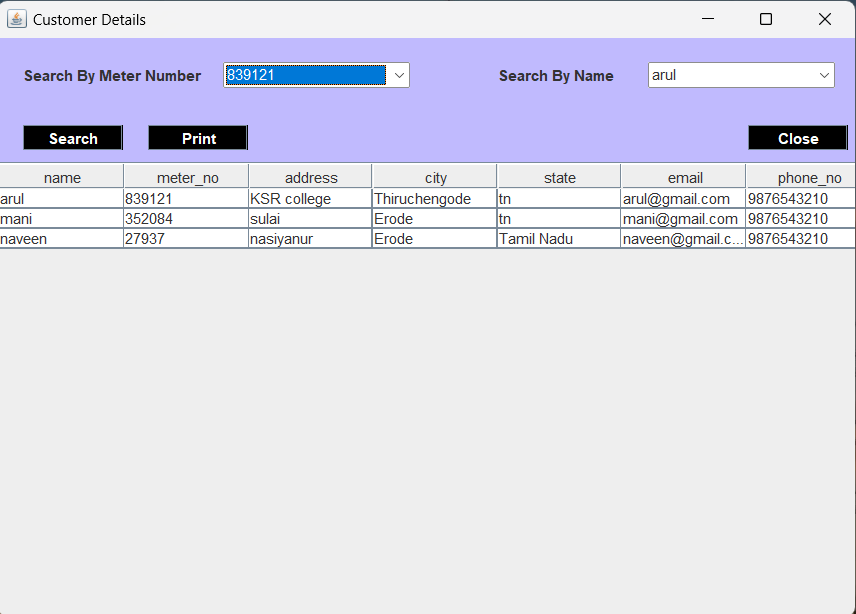 Customer Details
Search By Meter Number 839121 Search By Name arul
Search Print Close
name meter_no address city state email phone_no
arul 839121 KSR college Thiruchengode tn arul@gmail.com 9876543210
mani 352084 sulai Erode tn mani@gmail.com 9876543210
naveen 27937 nasiyanur Erode Tamil Nadu naveen@gmail.c... 9876543210